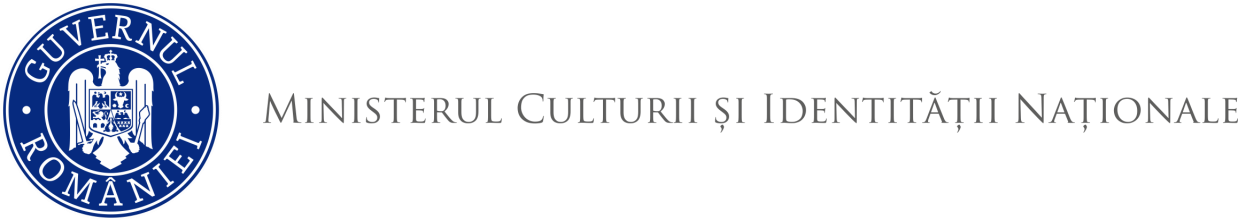 GUVERNUL
ROMÂNIEI
MINISTERUL CULTURII ȘI IDENTITĂȚII NAȚIONALE